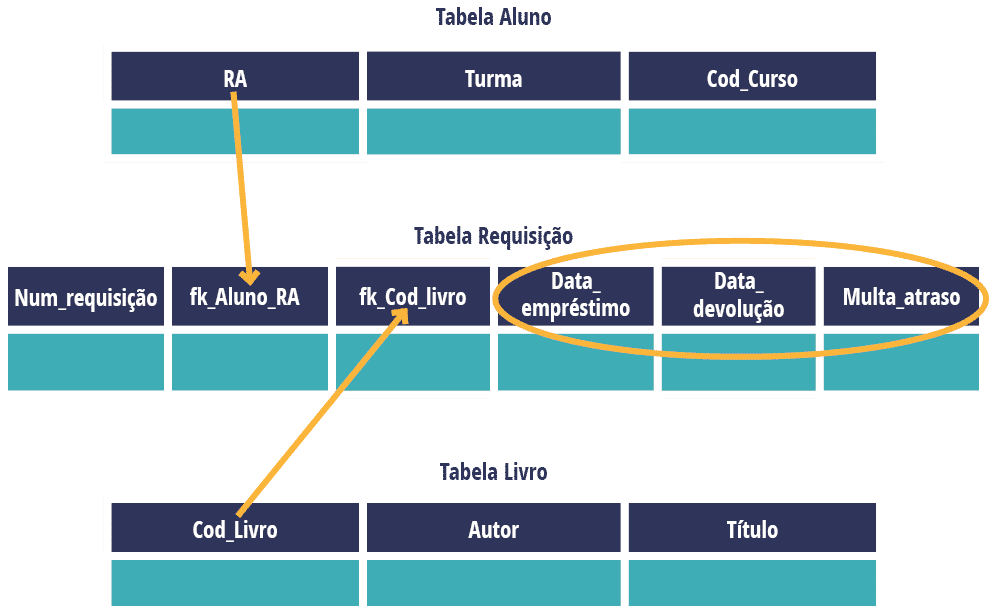 Tabela Aluno
RA Turma Cod_Curso
Tabela Requisição
Num_requisição fk_Aluno_RA fk_Cod_livro Data_
empréstimo Data_
devolução Multa_atraso
Tabela Livro
Cod_Livro Autor Título